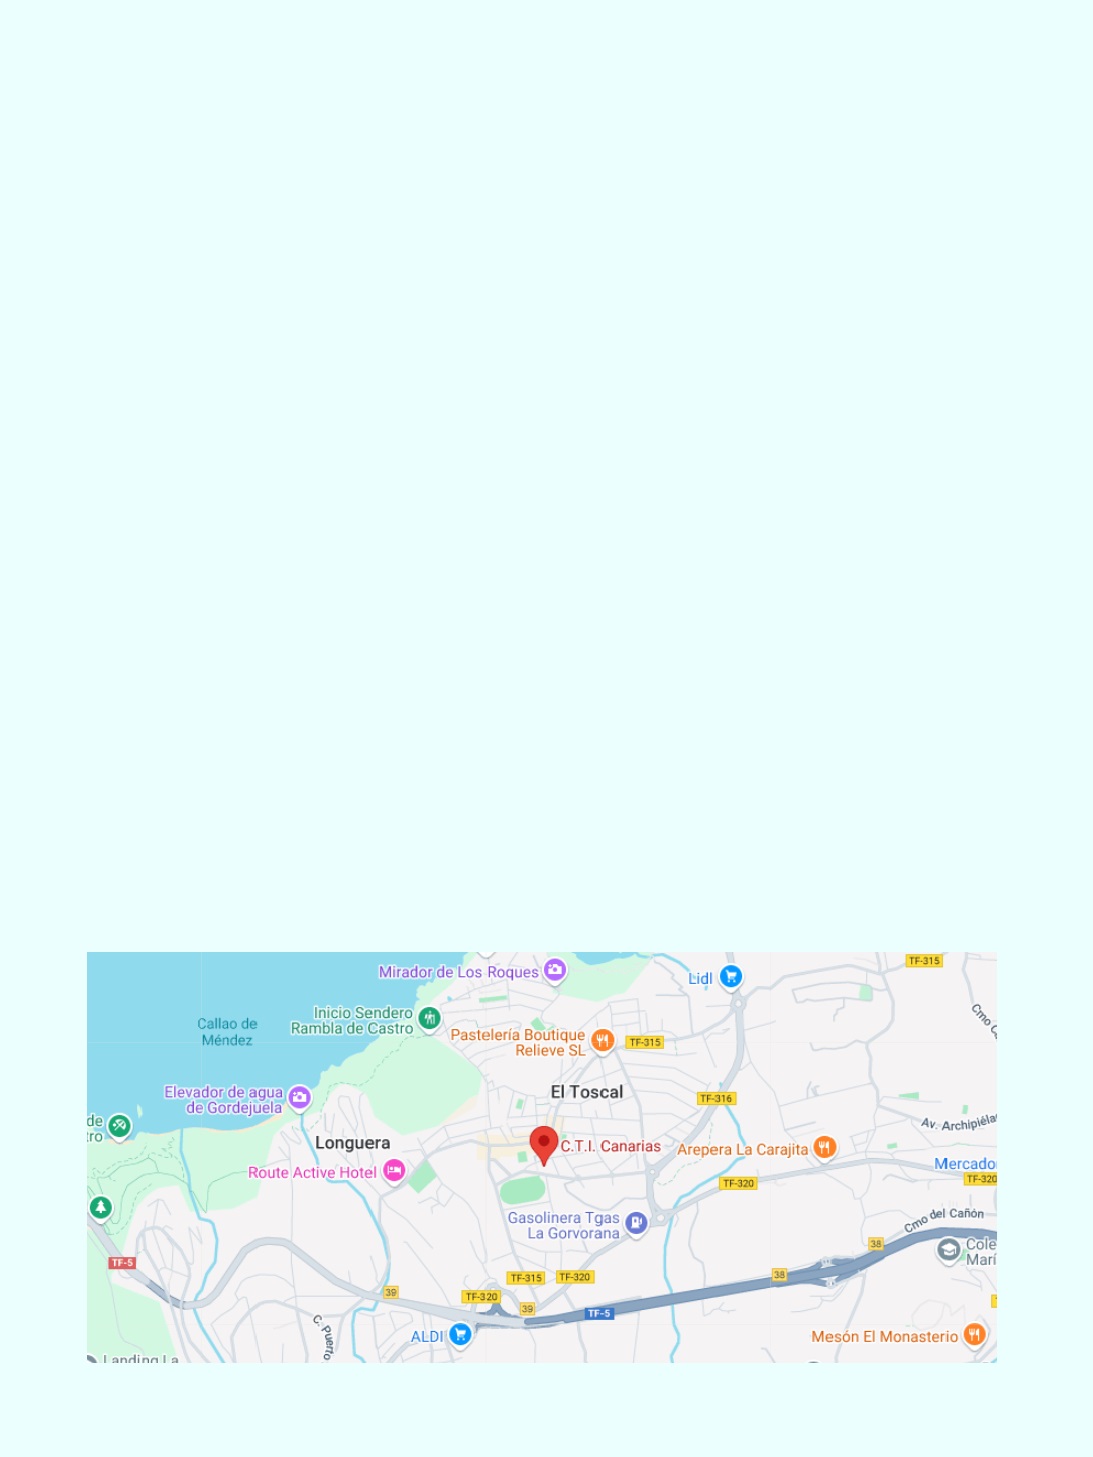 TF-315
Mirador de Los Roques
Lidl
Inicio Sendero
Rambla de Castro
Callao de
Méndez
Pastelería Boutique
Relieve SL
TF-315
El Toscal
TF-316
Elevador de agua
de Gordejuela
de
tro
Av. Archipiéla
Longuera
C.T.I. Canarias
Arepera La Carajita
Mercado
Route Active Hotel
TF-320
TF-320
Cmo del Cañón
Gasolinera Tgas
La Gorvorana
38
Cole
Marí
TF-5
TF-315
TF-320
38
39
TF-320
39
TF-5
C. Puerto
ALDI
Mesón El Monasterio
Landing La